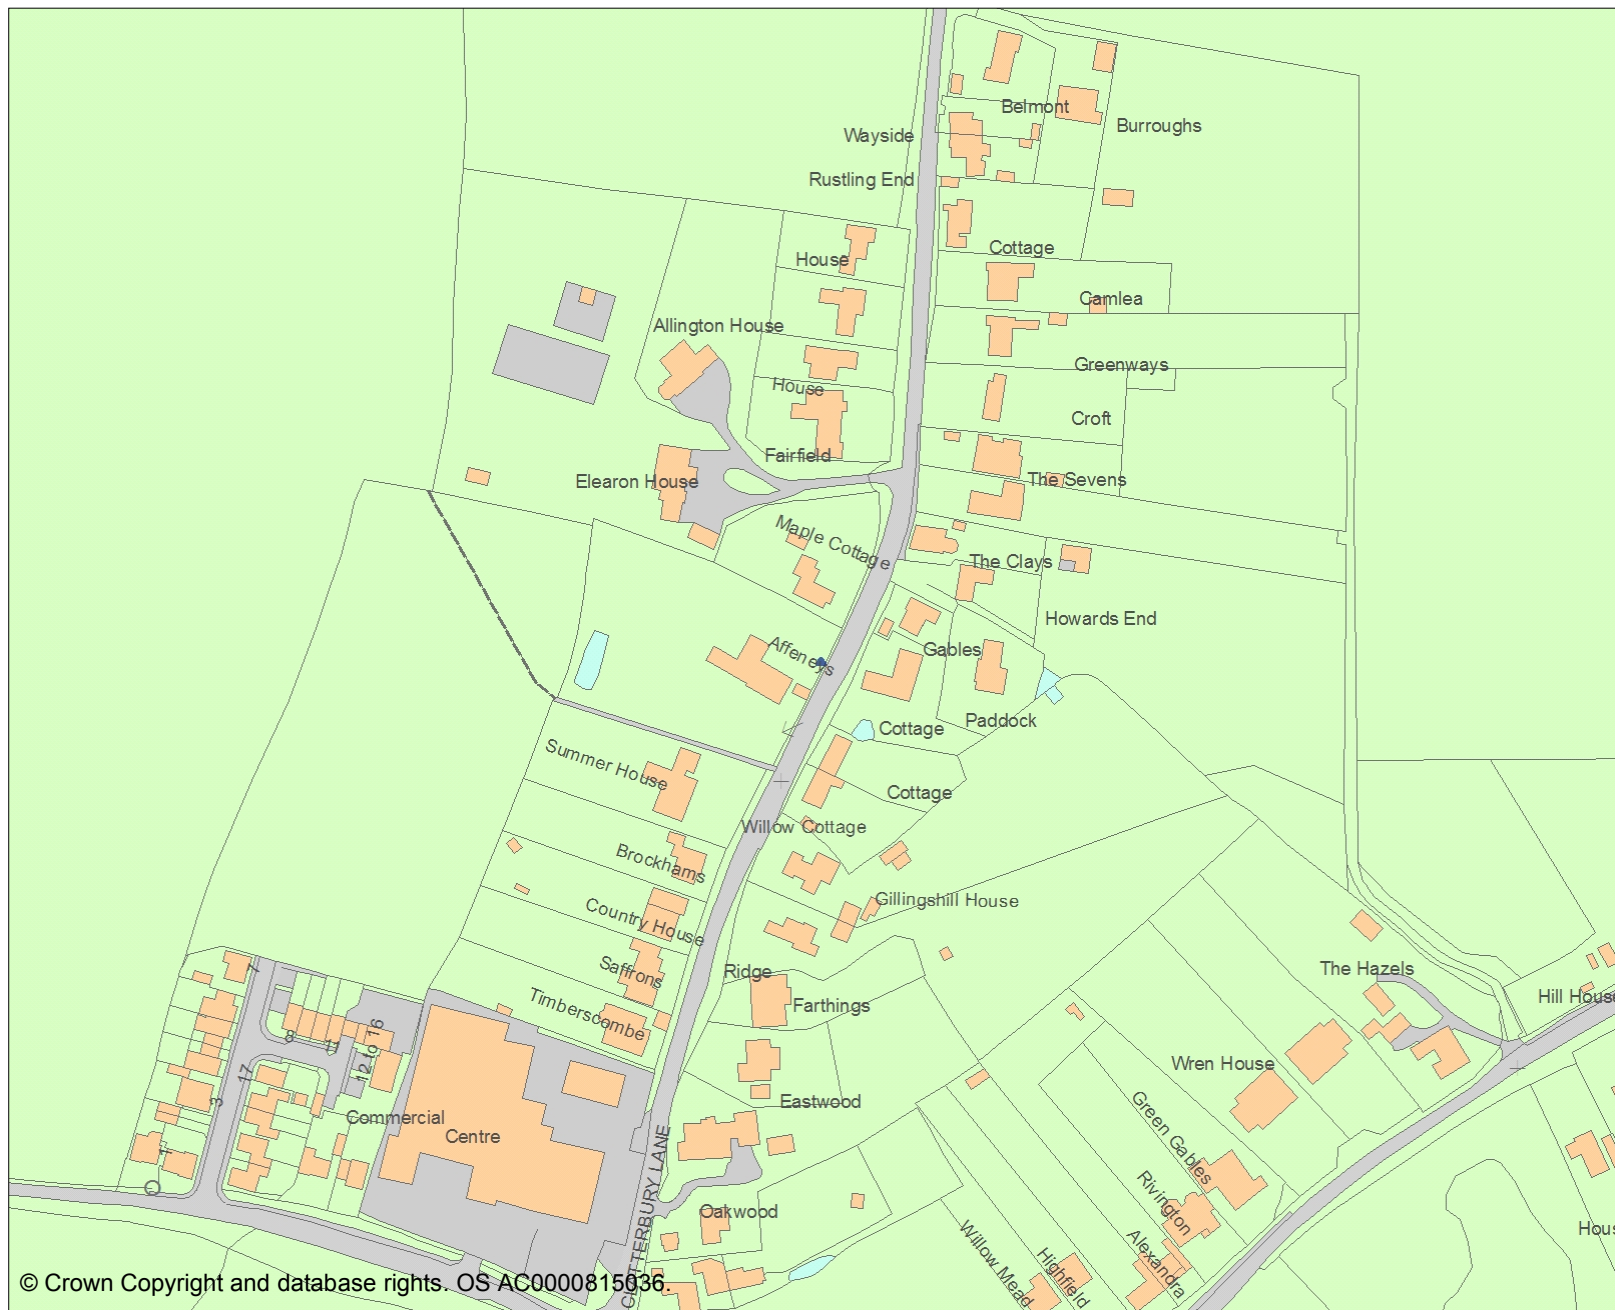 Belmont
Burroughs
Wayside
Rustling End
Cottage
House
Camlea
Allington House
Greenways
House
Croft
Fairfield
The Sevens
Elearon House
Maple Cottage
The Clays
Howards End
Gables
Affeneys
Paddock
Cottage
Summer House
Cottage
Willow Cottage
Brockhams
Gillingshill House
Country House
Saffrons
Ridge
The Hazels
7
Hill House
Timberscombe
Farthings
8
11
12 to 16
Wren House
17
3
Eastwood
Commercial
Centre
Green Gables
1
CLUTTERBURY LANE
Rivington
Oakwood
Hous
Alexandra
Willow Mead
Highfield
© Crown Copyright and database rights. OS AC0000815036.